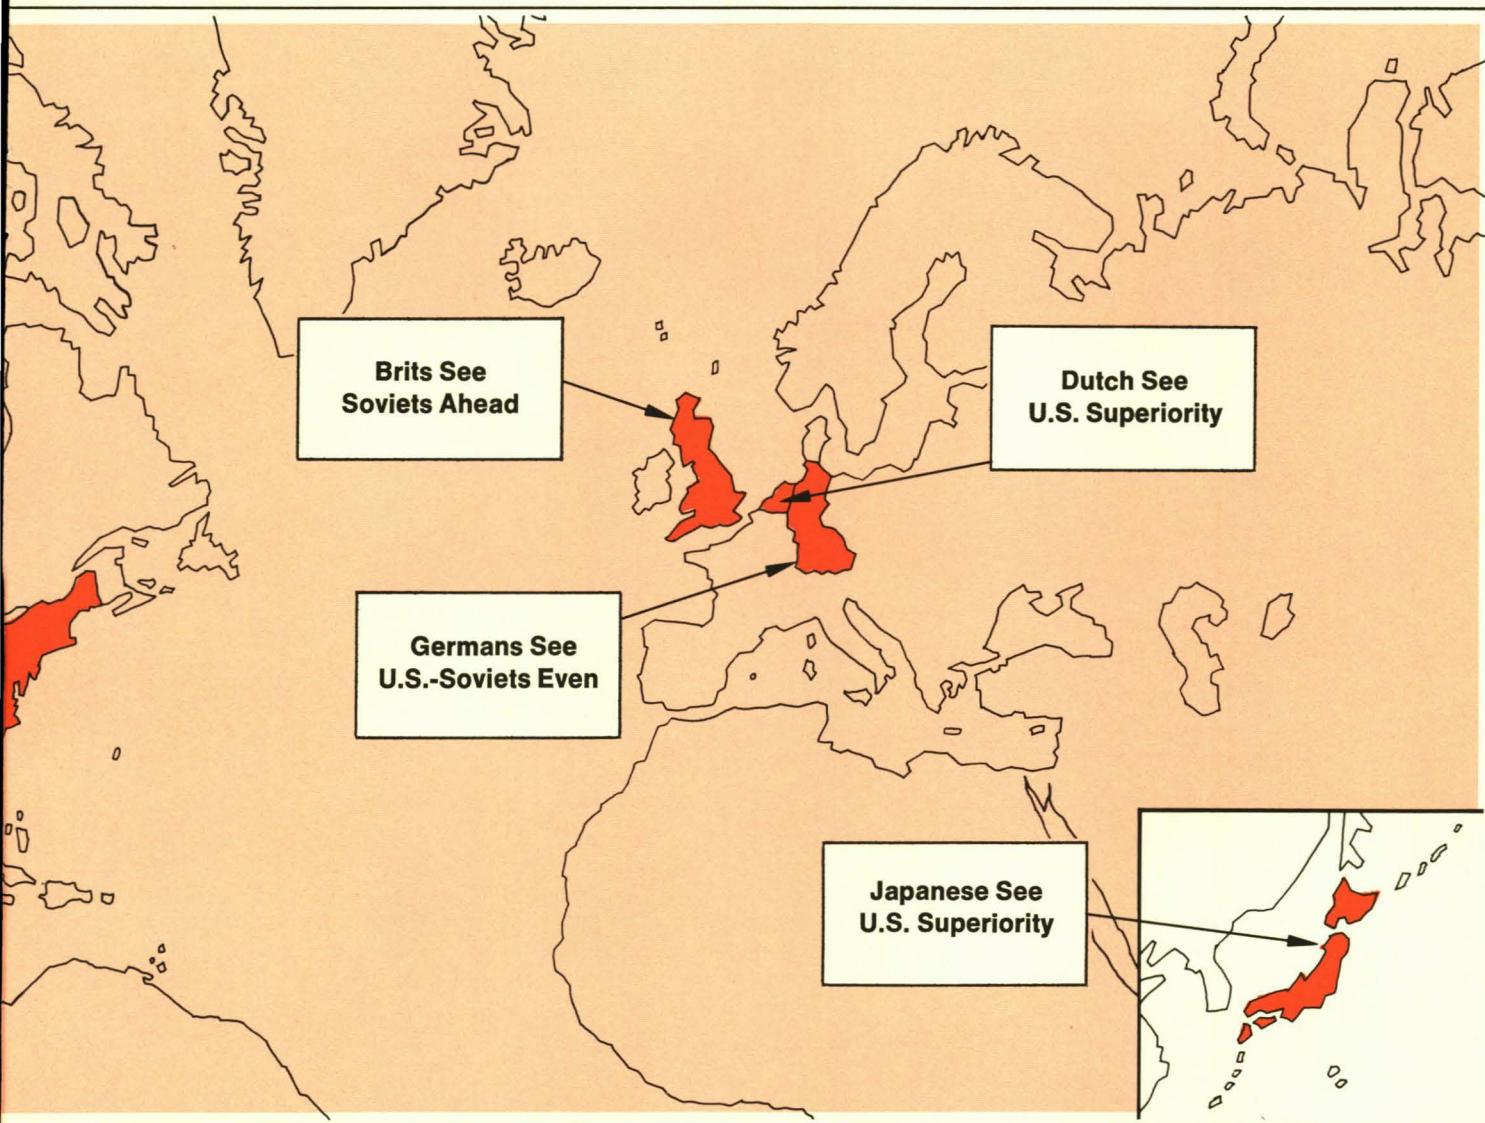 Brits See
Soviets Ahead
Dutch See
U.S. Superiority
Germans See
U.S.-Soviets Even
Japanese See
U.S. Superiority